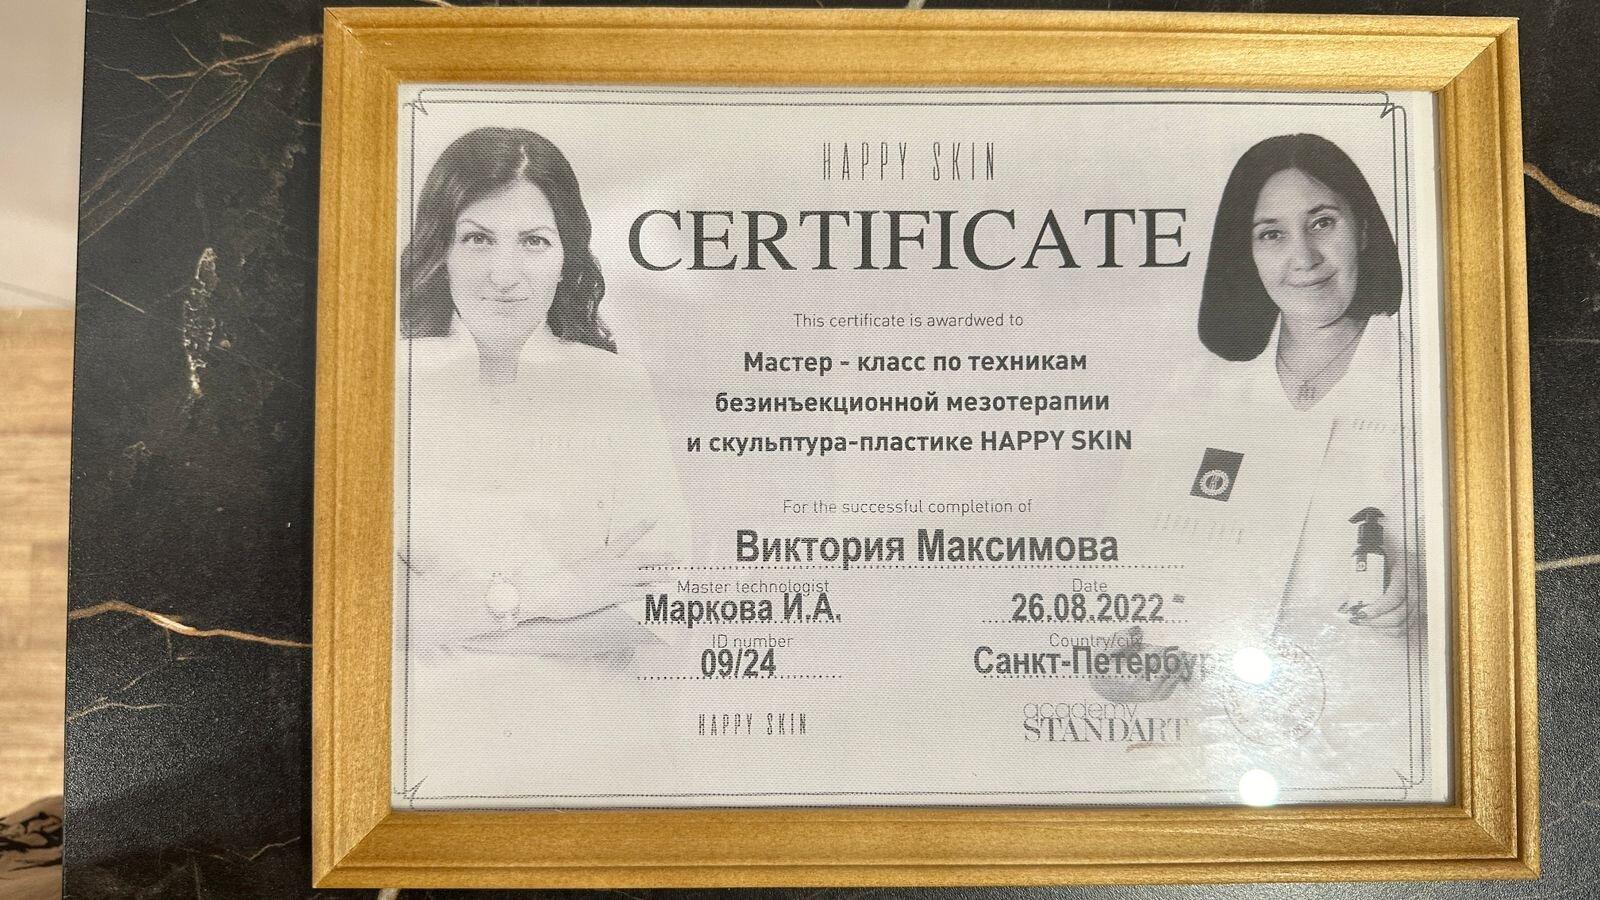 HAPPY SKIN
CERTIFICATE
This certificate is awardwed to
Мастер - класс по техникам
безинъекционной мезотерапии
и скульптура-пластике HAPPY SKIN
For the successful completion of
Виктория Максимова
Master technologist
Маркова И.А.
Date
26.08.2022
ID number
09/24
Country/city
Санкт-Петербур
HAPPY SKIN
academy
STANDART